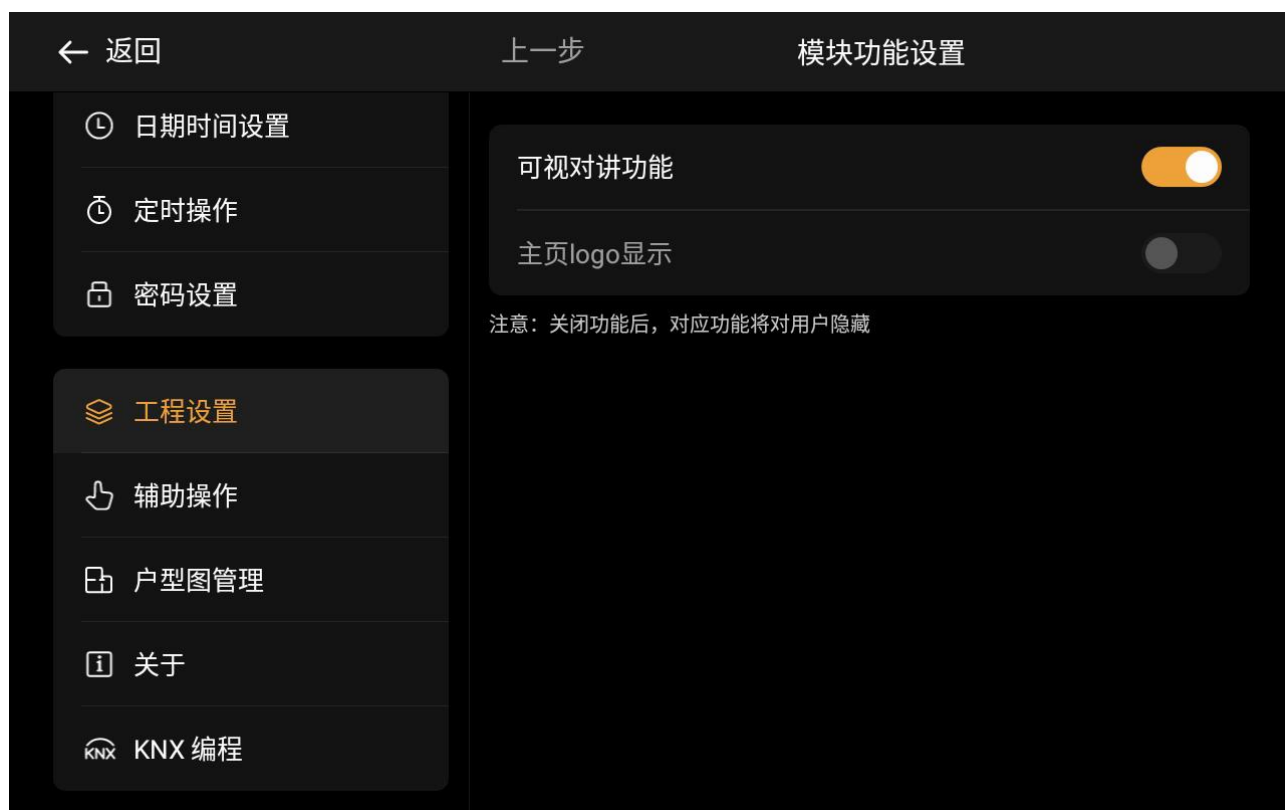 返回
上一步
模块功能设置
日期时间设置
定时操作
密码设置
工程设置
辅助操作
户型图管理
关于
KNX KNX 编程
可视对讲功能
主页logo显示
注意：关闭功能后，对应功能将对用户隐藏